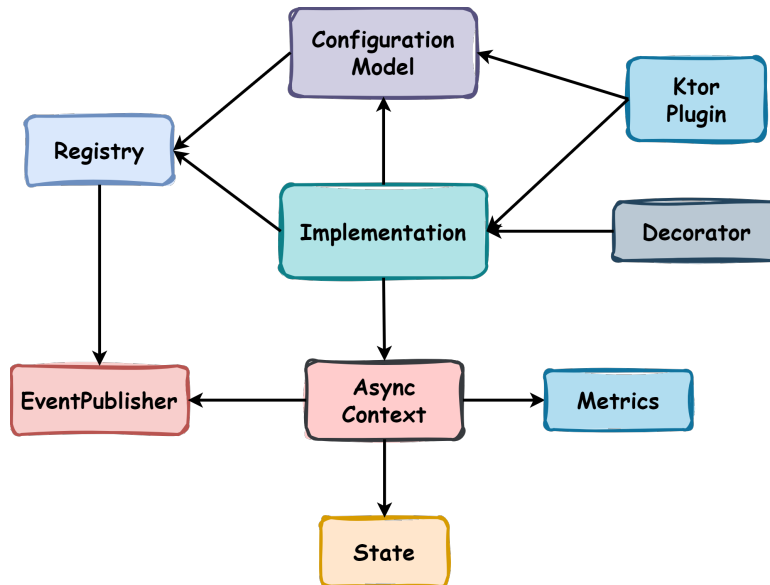 Configuration
Model
Ktor
Plugin
Registry
Implementation
Decorator
EventPublisher
Async
Context
Metrics
State